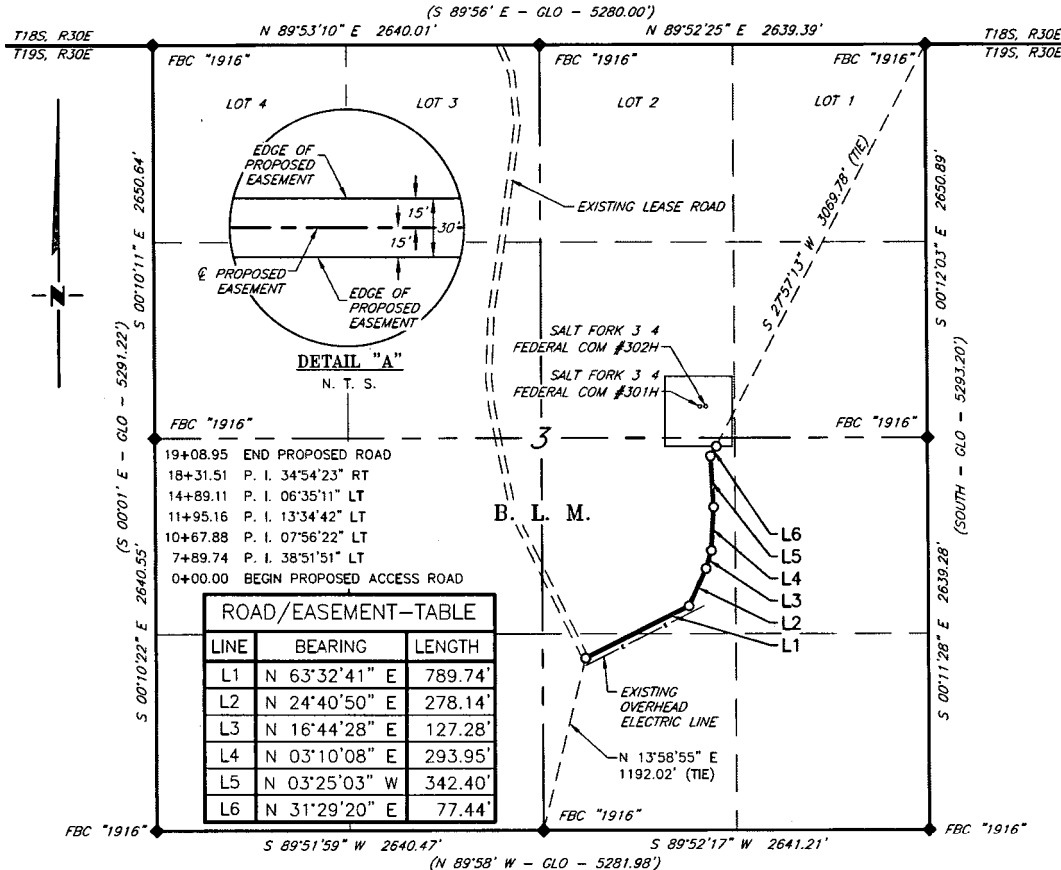 (S 89°56' E - GLO - 5280.00')
N 89°53'10" E 2640.01'
N 89°52'25" E 2639.39'
T18S, R30E
T19S, R30E
T18S, R30E
T19S, R30E
FBC "1916"
FBC "1916"
FBC "1916"
LOT 4
LOT 3
LOT 2
LOT 1
EDGE OF
PROPOSED
EASEMENT
15'
30'
15'
℄ PROPOSED
EASEMENT
EDGE OF
PROPOSED
EASEMENT
DETAIL "A"
N. T. S.
EXISTING LEASE ROAD
S 27°57'13" W 3069.78' (TIE)
S 00°10'11" E 2650.64'
(S 00°01' E - GLO - 5291.22')
S 00°10'22" E 2640.55'
S 00°12'03" E 2650.89'
(SOUTH - GLO - 5293.20')
S 00°11'28" E 2639.28'
N
SALT FORK 3 4
FEDERAL COM #302H
SALT FORK 3 4
FEDERAL COM #301H
FBC "1916"
FBC "1916"
3
B. L. M.
19+08.95 END PROPOSED ROAD
18+31.51 P. I. 34°54'23" RT
14+89.11 P. I. 06°35'11" LT
11+95.16 P. I. 13°34'42" LT
10+67.88 P. I. 07°56'22" LT
7+89.74 P. I. 38°51'51" LT
0+00.00 BEGIN PROPOSED ACCESS ROAD
L6
L5
L4
L3
L2
L1
ROAD/EASEMENT-TABLE
LINE BEARING LENGTH
L1 N 63°32'41" E 789.74'
L2 N 24°40'50" E 278.14'
L3 N 16°44'28" E 127.28'
L4 N 03°10'08" E 293.95'
L5 N 03°25'03" W 342.40'
L6 N 31°29'20" E 77.44'
EXISTING
OVERHEAD
ELECTRIC LINE
N 13°58'55" E
1192.02' (TIE)
FBC "1916"
FBC "1916"
FBC "1916"
S 89°51'59" W 2640.47'
S 89°52'17" W 2641.21'
(N 89°58' W - GLO - 5281.98')